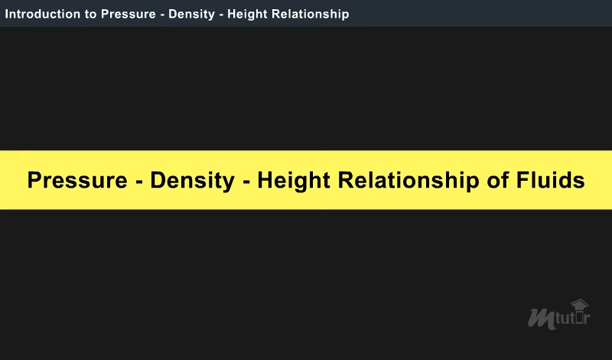 Introduction to Pressure - Density - Height Relationship
Pressure - Density - Height Relationship of Fluids
Mtutor